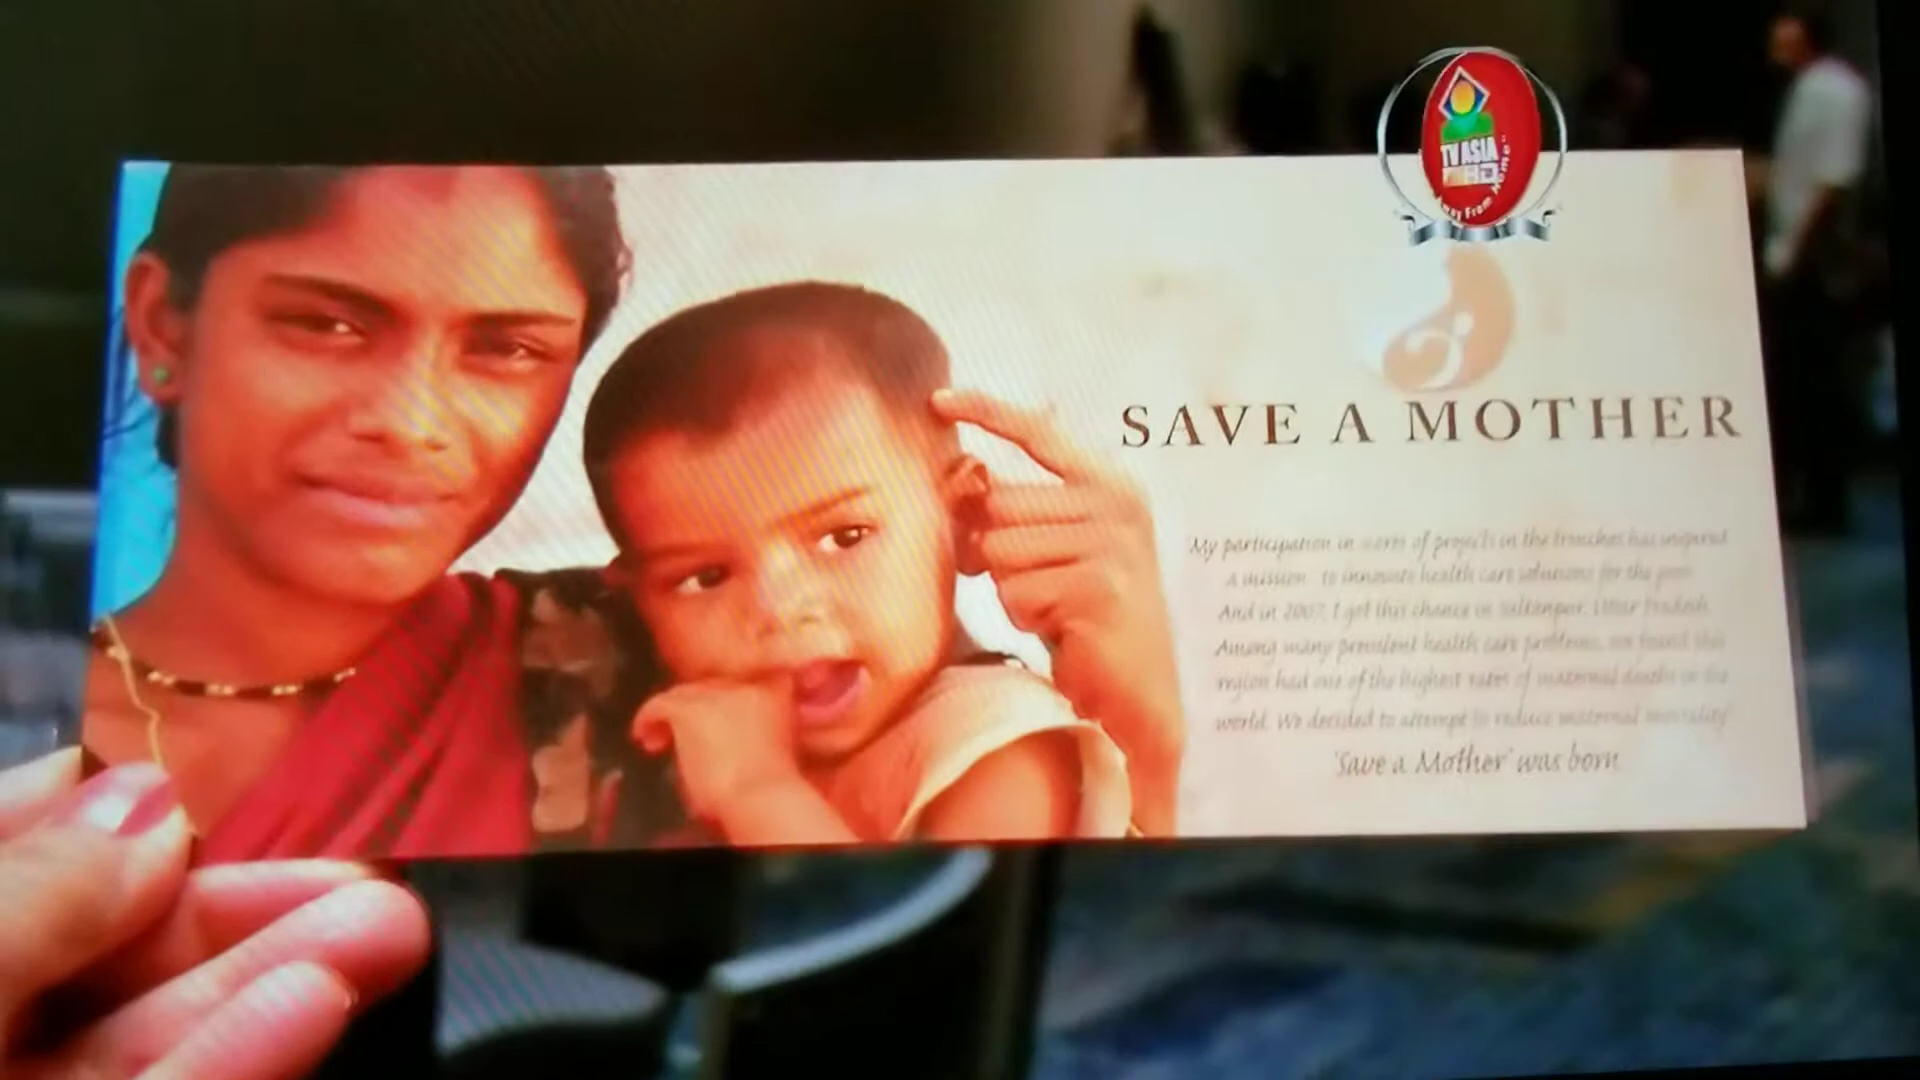 TV ASIA
Away From Home
SAVE A MOTHER
My participation in scores of projects in the trenches has inspired
a mission to innovate health care solutions for the poor
And in 2007, I got this chance in Sultanpur, Uttar Pradesh.
Among many prevalent health care problems, we found this
region had one of the highest rates of maternal deaths in the
world. We decided to attempt to reduce maternal mortality
'Save a Mother' was born